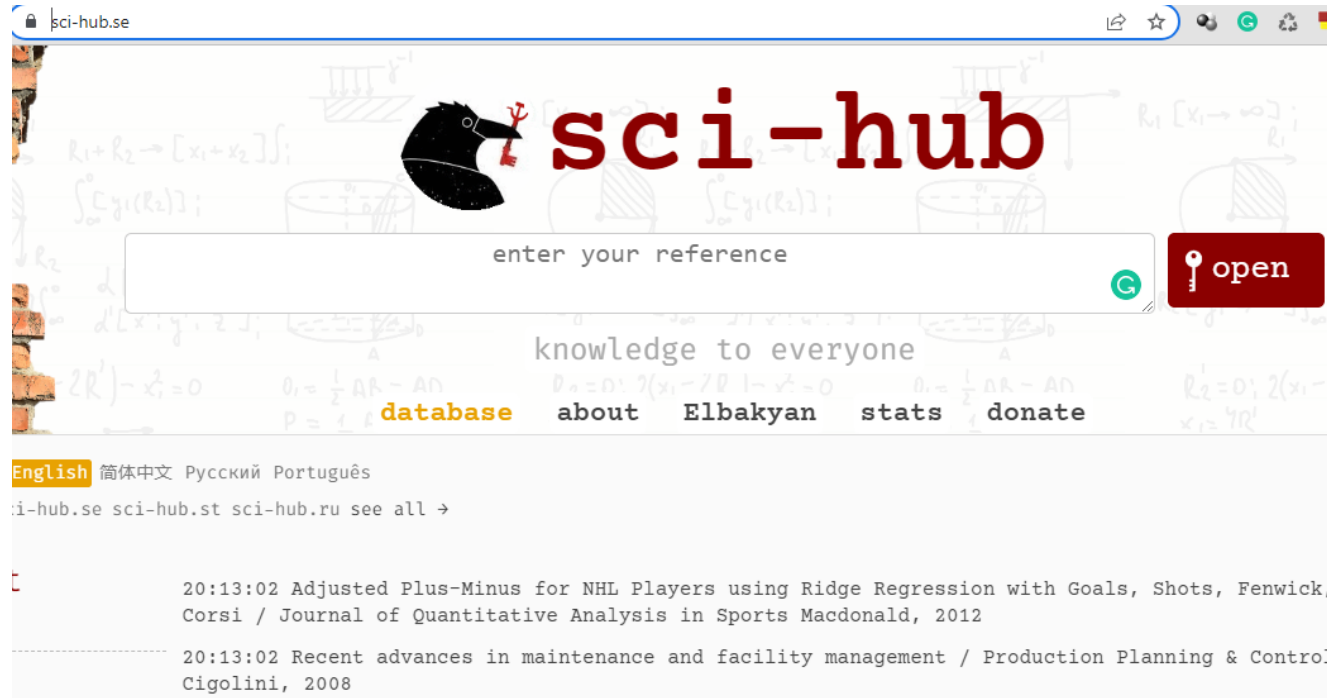 sci-hub.se
sci-hub
enter your reference
open
knowledge to everyone
database about Elbakyan stats donate
English 简体中文 Русский Português
i-hub.se sci-hub.st sci-hub.ru see all →
t
20:13:02 Adjusted Plus-Minus for NHL Players using Ridge Regression with Goals, Shots, Fenwick,
Corsi / Journal of Quantitative Analysis in Sports Macdonald, 2012
20:13:02 Recent advances in maintenance and facility management / Production Planning & Control
Cigolini, 2008